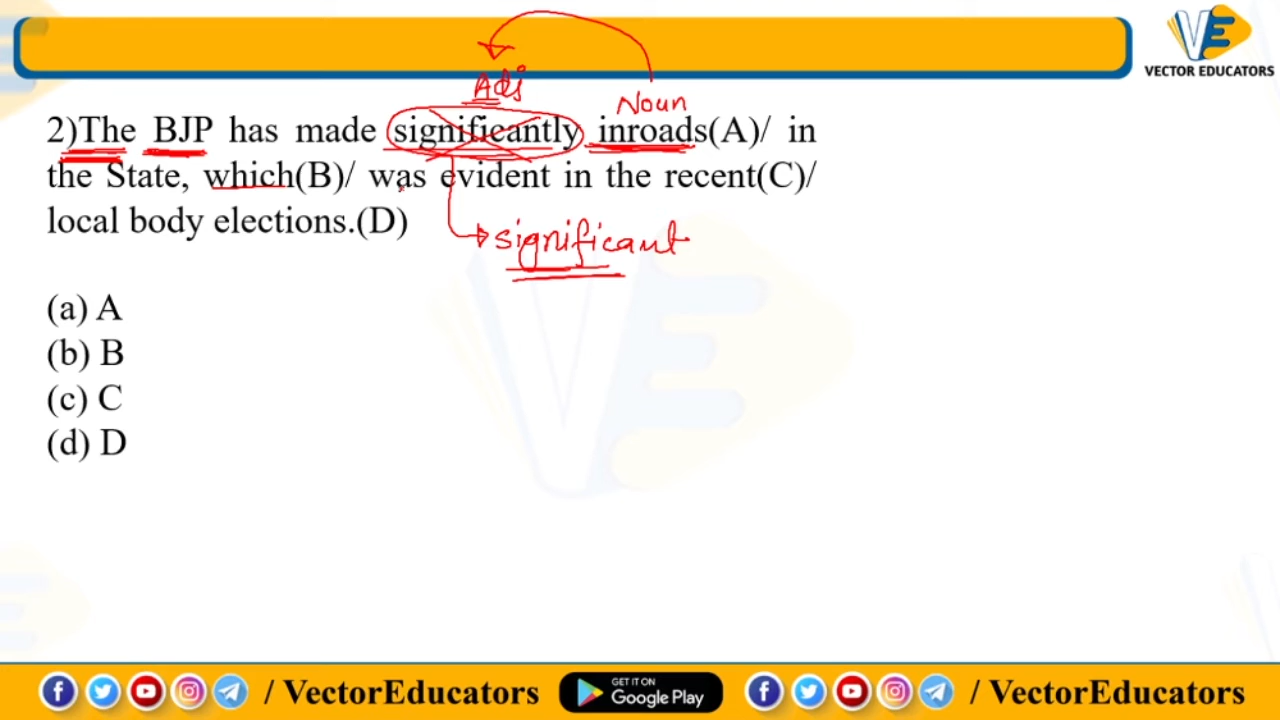 VE
VECTOR EDUCATORS
Adj
Noun
2)The BJP has made significantly inroads(A)/ in
the State, which(B)/ was evident in the recent(C)/
local body elections.(D)
significant
(a) A
(b) B
(c) C
(d) D
/ VectorEducators
GET IT ON
Google Play
/ VectorEducators